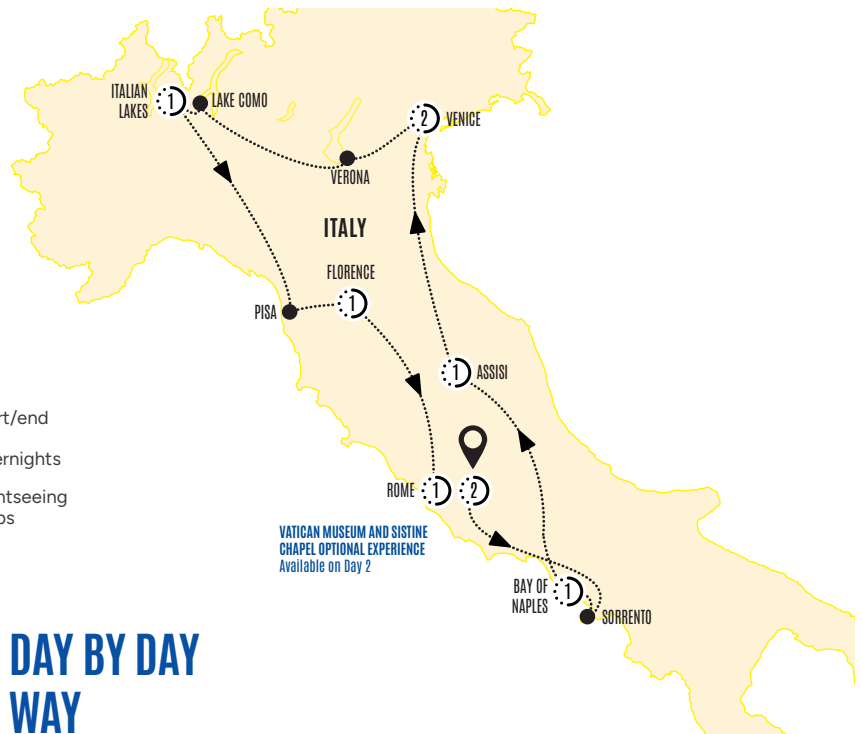 ITALIAN
LAKES
1
LAKE COMO
2
VENICE
VERONA
ITALY
FLORENCE
PISA
1
1
ASSISI
rt/end
ernights
ntseeing
ps
ROME
1
2
VATICAN MUSEUM AND SISTINE
CHAPEL OPTIONAL EXPERIENCE
Available on Day 2
BAY OF
NAPLES
1
SORRENTO
DAY BY DAY
WAY